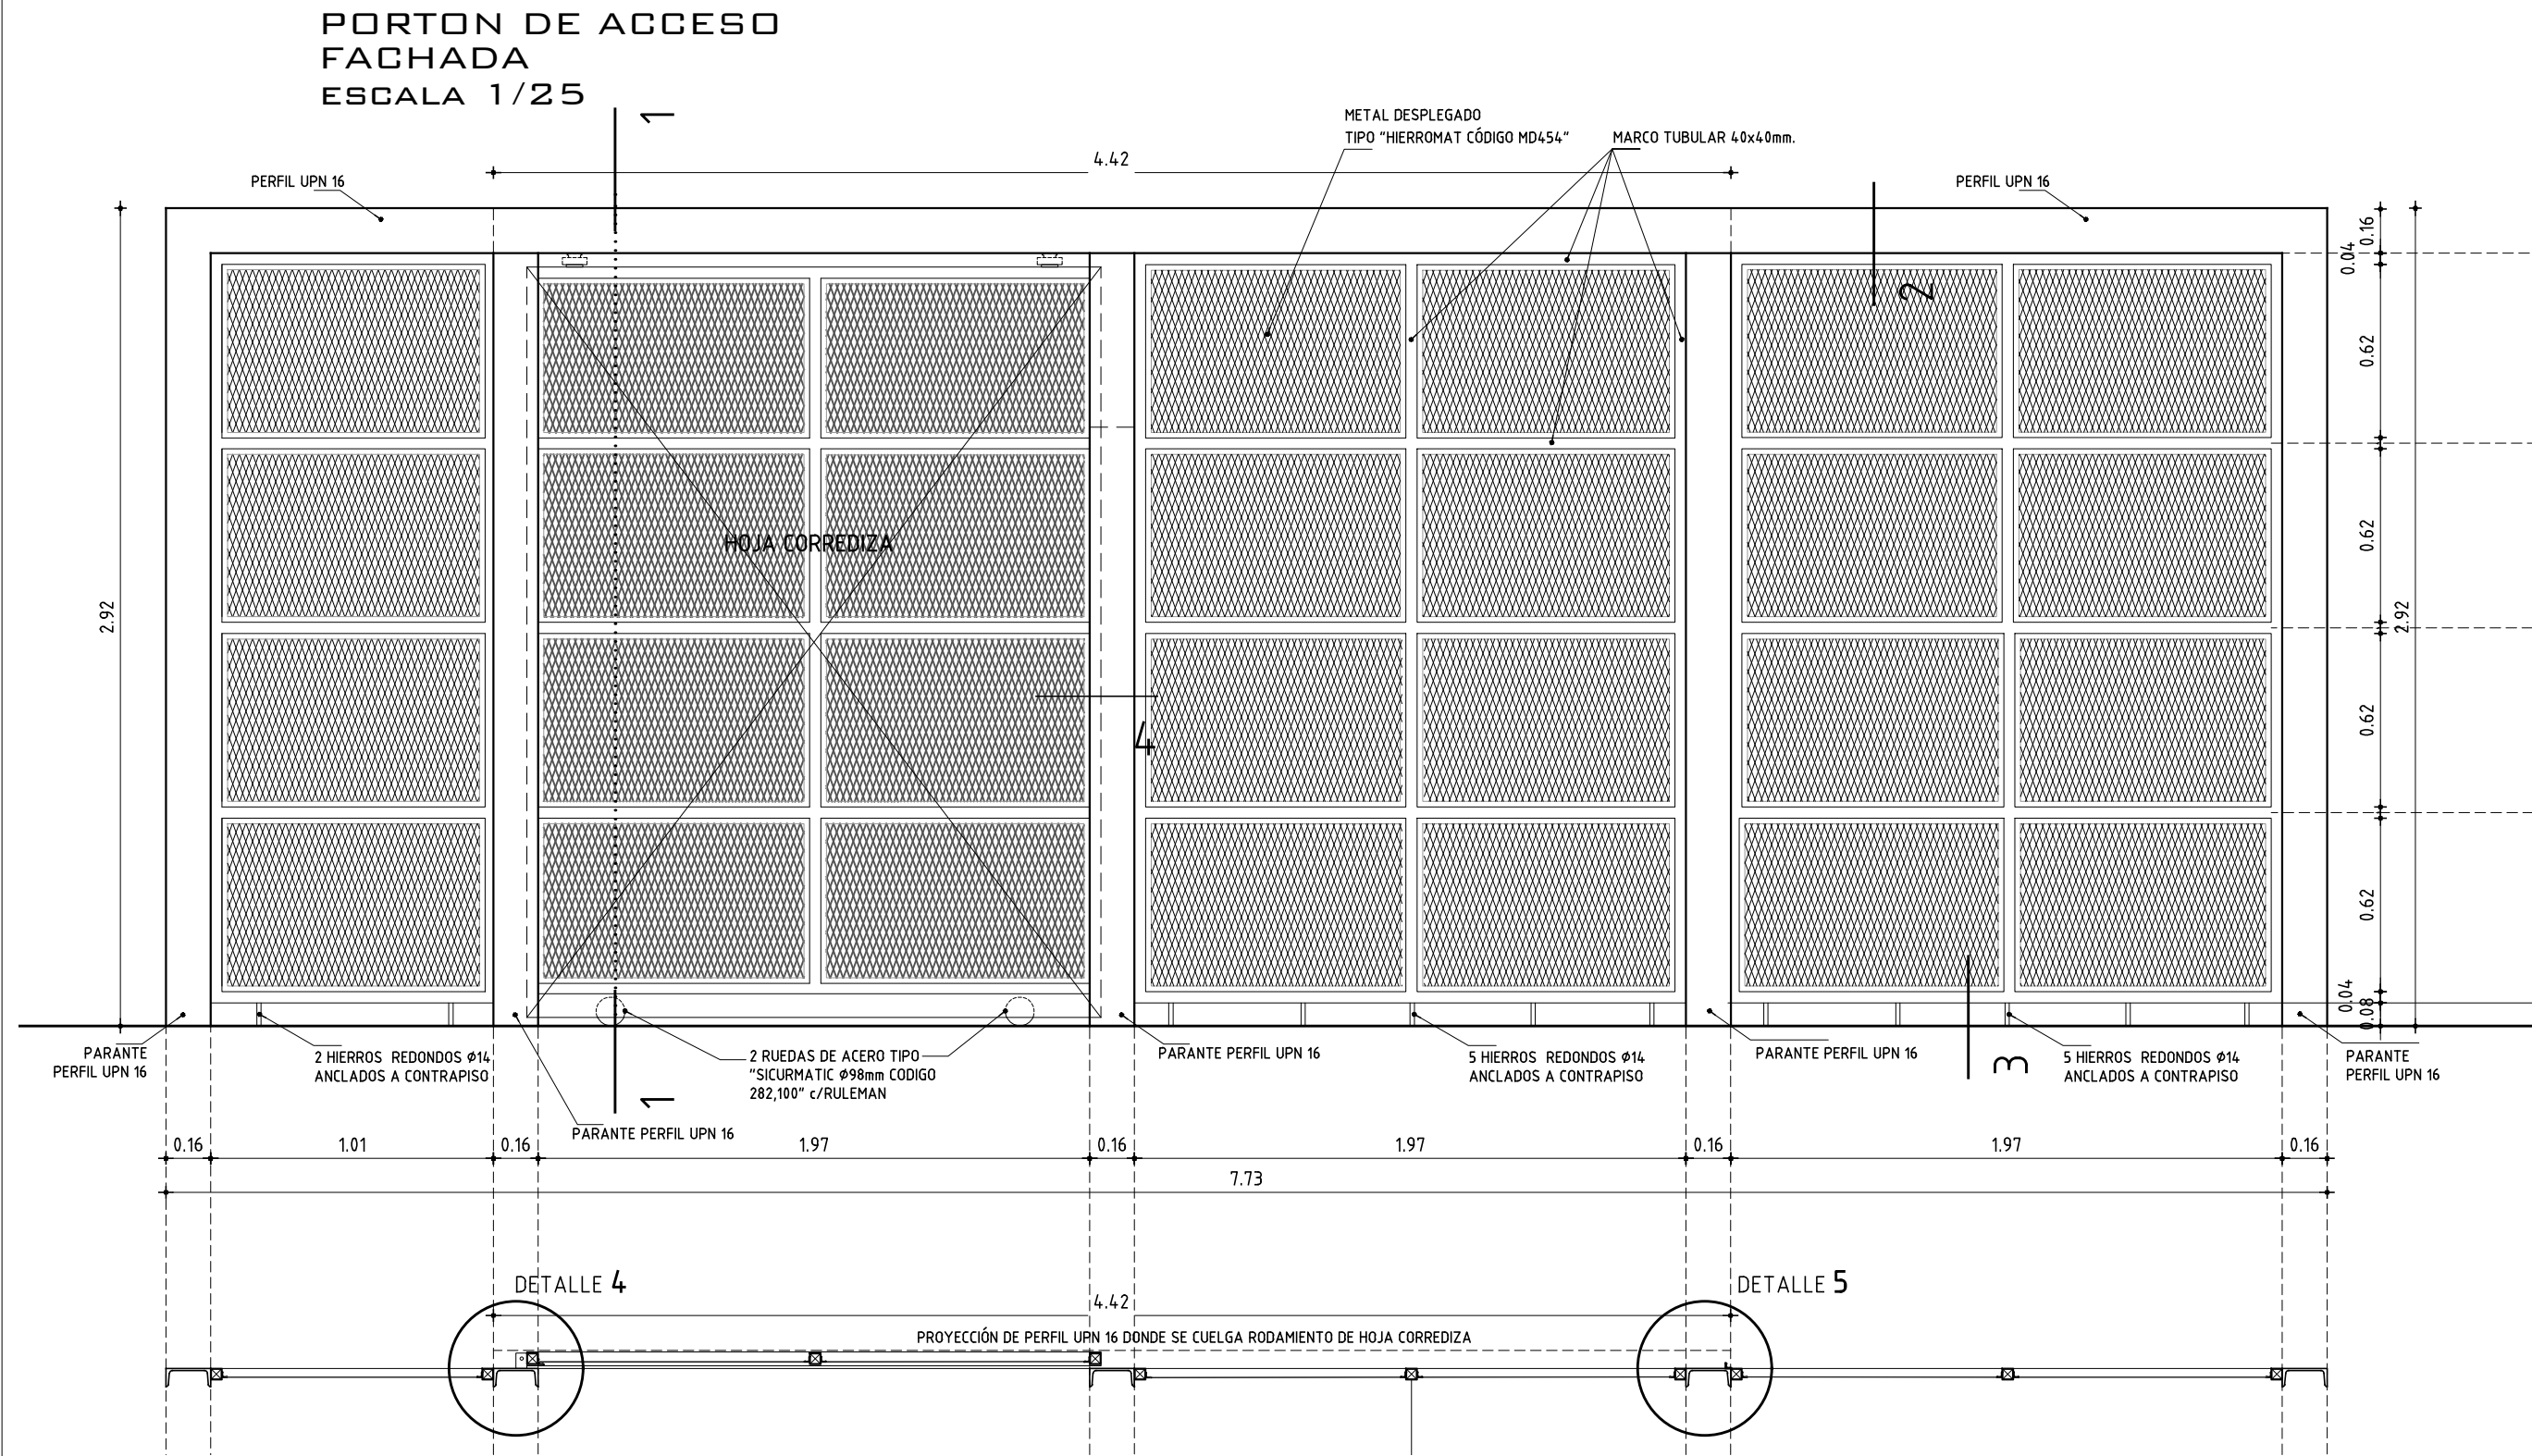 PORTON DE ACCESO
FACHADA
ESCALA 1/25
1
METAL DESPLEGADO
TIPO "HIERROMAT CÓDIGO MD454"
MARCO TUBULAR 40x40mm.
4.42
PERFIL UPN 16
PERFIL UPN 16
0.16
0.04
2
0.62
HOJA CORREDIZA
0.62
2.92
2.92
0.62
4
0.62
0.04
0.08
PARANTE
PERFIL UPN 16
2 HIERROS REDONDOS Ø14
ANCLADOS A CONTRAPISO
2 RUEDAS DE ACERO TIPO
"SICURMATIC Ø98mm CODIGO
282,100" c/RULEMAN
PARANTE PERFIL UPN 16
5 HIERROS REDONDOS Ø14
ANCLADOS A CONTRAPISO
PARANTE PERFIL UPN 16
3
5 HIERROS REDONDOS Ø14
ANCLADOS A CONTRAPISO
PARANTE
PERFIL UPN 16
1
PARANTE PERFIL UPN 16
0.16 1.01 0.16 1.97 0.16 1.97 0.16 1.97 0.16
7.73
DETALLE 4
DETALLE 5
4.42
PROYECCIÓN DE PERFIL UPN 16 DONDE SE CUELGA RODAMIENTO DE HOJA CORREDIZA